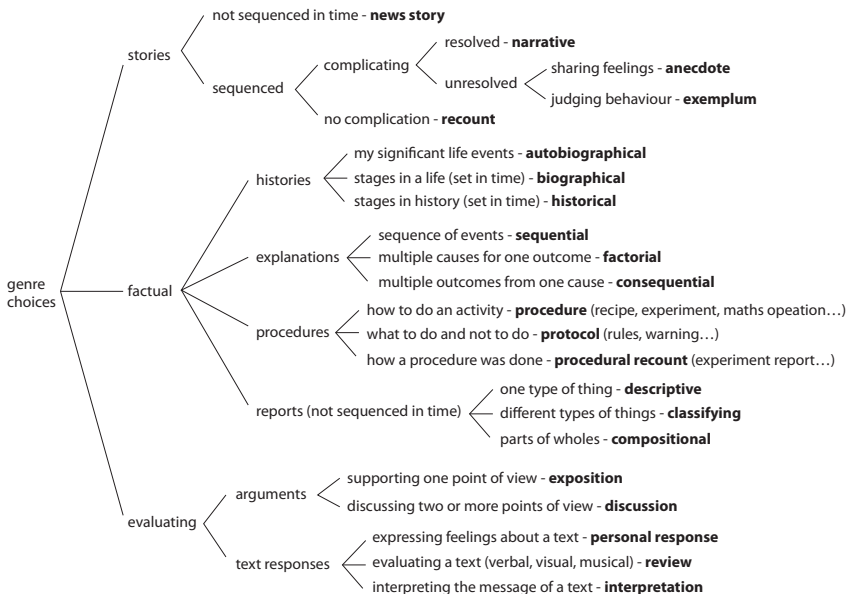 not sequenced in time - news story
stories
resolved - narrative
complicating
sharing feelings - anecdote
unresolved
sequenced
judging behaviour - exemplum
no complication - recount
my significant life events - autobiographical
histories
stages in a life (set in time) - biographical
stages in history (set in time) - historical
sequence of events - sequential
explanations
multiple causes for one outcome - factorial
multiple outcomes from one cause - consequential
genre
choices
factual
how to do an activity - procedure (recipe, experiment, maths opeation…)
procedures
what to do and not to do - protocol (rules, warning…)
how a procedure was done - procedural recount (experiment report…)
one type of thing - descriptive
reports (not sequenced in time)
different types of things - classifying
parts of wholes - compositional
supporting one point of view - exposition
arguments
discussing two or more points of view - discussion
evaluating
expressing feelings about a text - personal response
text responses
evaluating a text (verbal, visual, musical) - review
interpreting the message of a text - interpretation